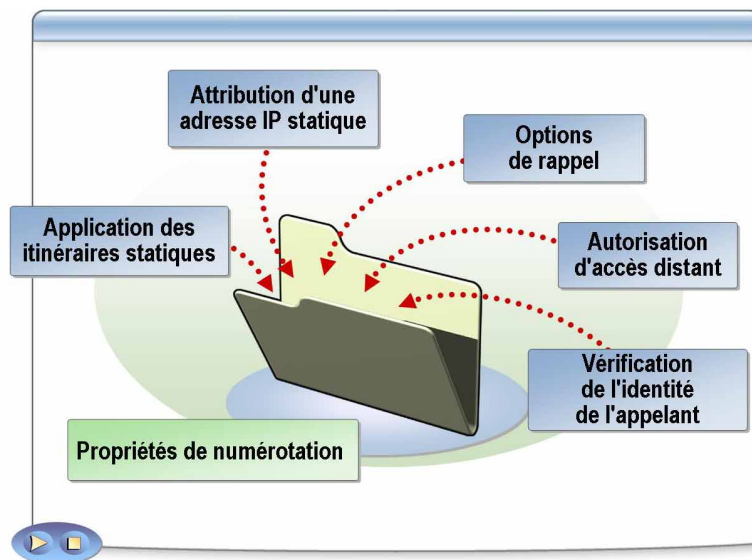 Attribution d'une
adresse IP statique
Options
de rappel
Application des
itinéraires statiques
Autorisation
d'accès distant
Vérification
de l'identité
de l'appelant
Propriétés de numérotation